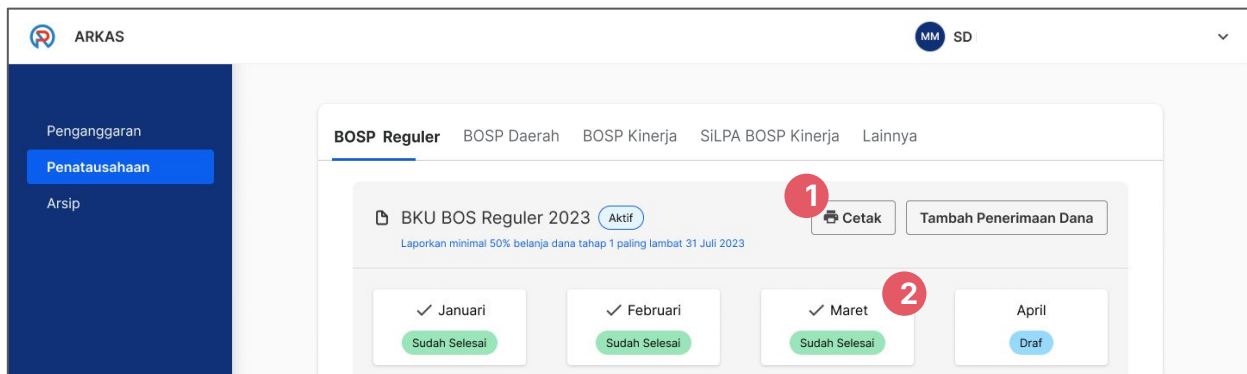 ARKAS
MM SD
Penganggaran
Penatausahaan
Arsip
BOSP Reguler BOSP Daerah BOSP Kinerja SiLPA BOSP Kinerja Lainnya
1
BKU BOS Reguler 2023 Aktif Cetak Tambah Penerimaan Dana
Laporkan minimal 50% belanja dana tahap 1 paling lambat 31 Juli 2023
2
Januari Februari Maret April
Sudah Selesai Sudah Selesai Sudah Selesai Draf